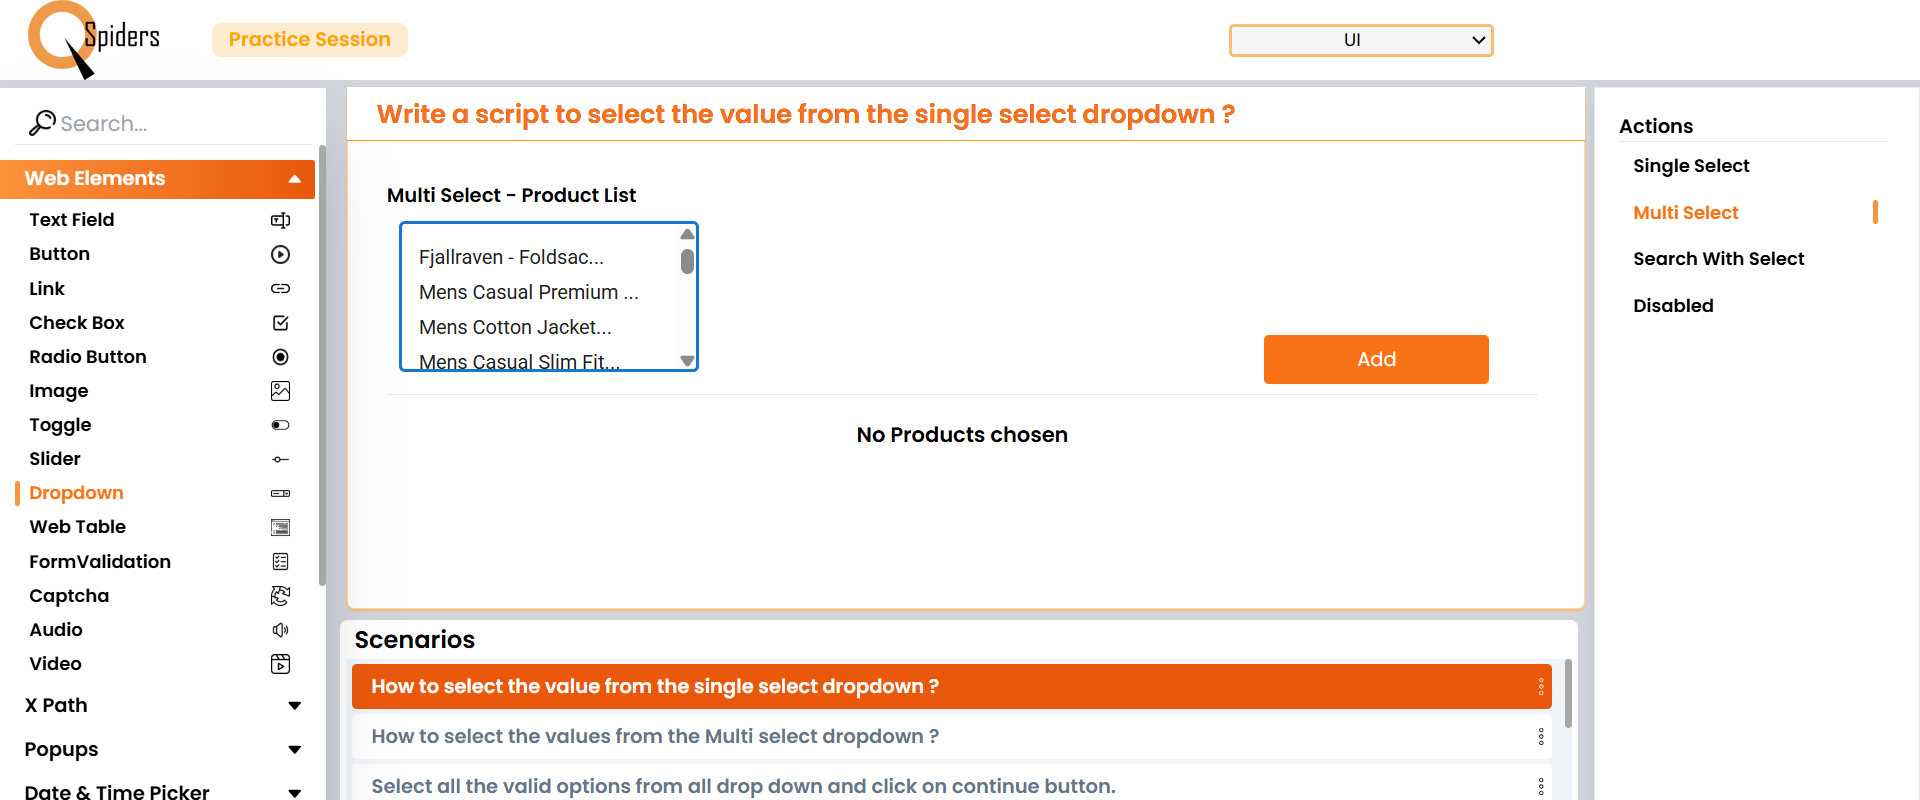 Spiders
Practice Session
UI
Search...
Web Elements
Text Field
Button
Link
Check Box
Radio Button
Image
Toggle
Slider
Dropdown
Web Table
FormValidation
Captcha
Audio
Video
X Path
Popups
Date & Time Picker
Write a script to select the value from the single select dropdown ?
Multi Select - Product List
Fjallraven - Foldsac...
Mens Casual Premium ...
Mens Cotton Jacket...
Mens Casual Slim Fit...
Add
No Products chosen
Scenarios
How to select the value from the single select dropdown ?
How to select the values from the Multi select dropdown ?
Select all the valid options from all drop down and click on continue button.
Actions
Single Select
Multi Select
Search With Select
Disabled